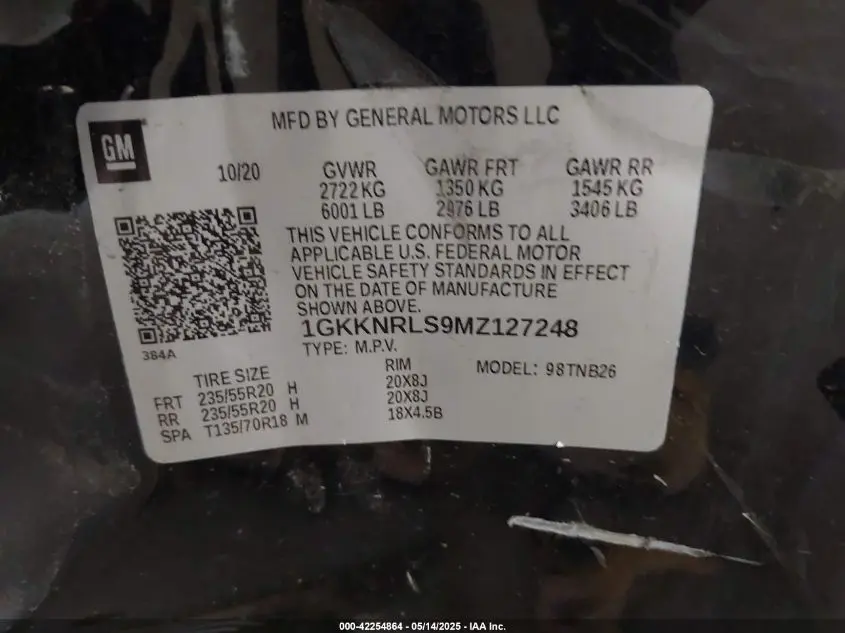 MFD BY GENERAL MOTORS LLC
GM
10/20 GVWR GAWR FRT GAWR RR
2722 KG 1350 KG 1545 KG
6001 LB 2976 LB 3406 LB
THIS VEHICLE CONFORMS TO ALL
APPLICABLE U.S. FEDERAL MOTOR
VEHICLE SAFETY STANDARDS IN EFFECT
ON THE DATE OF MANUFACTURE
SHOWN ABOVE.
1GKKNRLS9MZ127248
384A
TYPE: M.P.V.
MODEL: 98TNB26
TIRE SIZE RIM
FRT 235/55R20 H 20X8J
RR 235/55R20 H 20X8J
SPA T135/70R18 M 18X4.5B
000-42254864 - 05/14/2025 - IAA Inc.